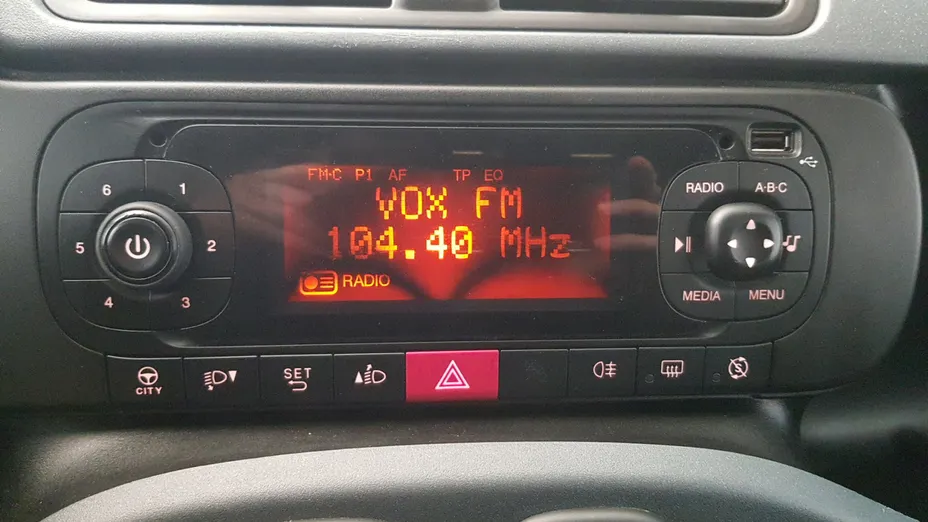 FM·C P1 AF TP EQ
VOX FM
104.40 MHz
RADIO
6 1
5 2
4 3
RADIO A·B·C
MEDIA MENU
CITY
SET